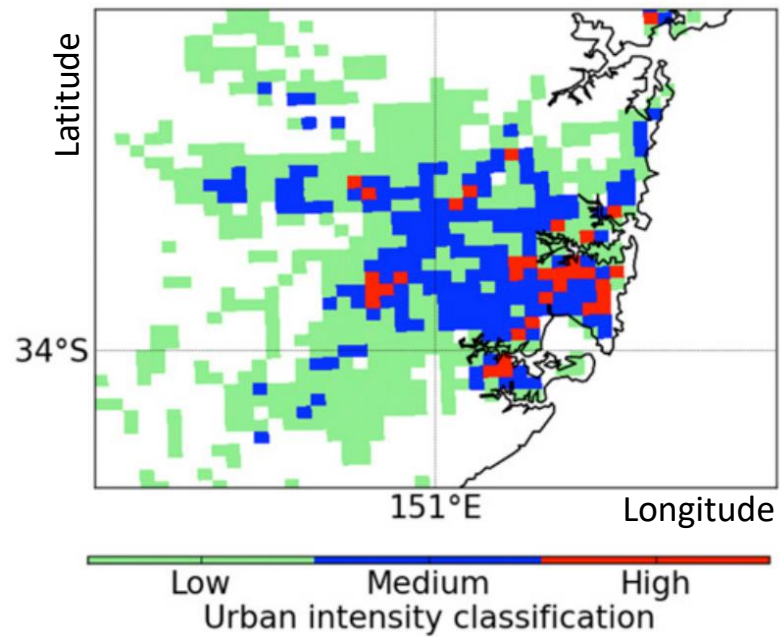 Latitude
34°S
151°E
Longitude
Low Medium High
Urban intensity classification